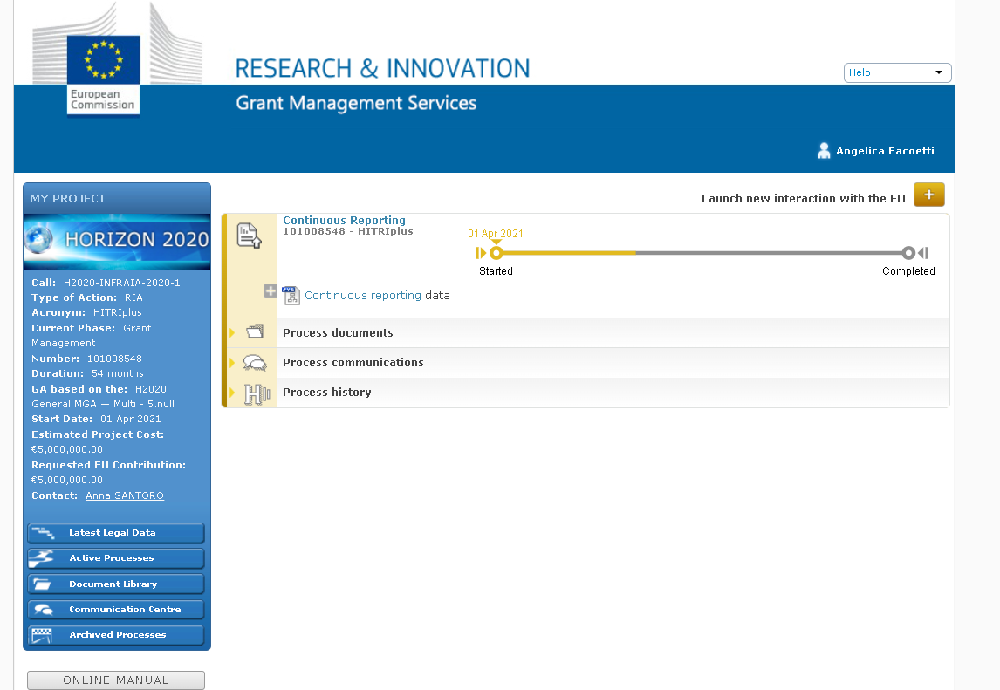 RESEARCH & INNOVATION
European
Commission
Grant Management Services
Help
Angelica Facoetti
MY PROJECT
HORIZON 2020
Call: H2020-INFRAIA-2020-1
Type of Action: RIA
Acronym: HITRIplus
Current Phase: Grant
Management
Number: 101008548
Duration: 54 months
GA based on the: H2020
General MGA — Multi - 5.null
Start Date: 01 Apr 2021
Estimated Project Cost:
€5,000,000.00
Requested EU Contribution:
€5,000,000.00
Contact: Anna SANTORO
Latest Legal Data
Active Processes
Document Library
Communication Centre
Archived Processes
ONLINE MANUAL
Launch new interaction with the EU +
Continuous Reporting
101008548 - HITRIplus
01 Apr 2021
Started
Completed
Continuous reporting data
Process documents
Process communications
Process history